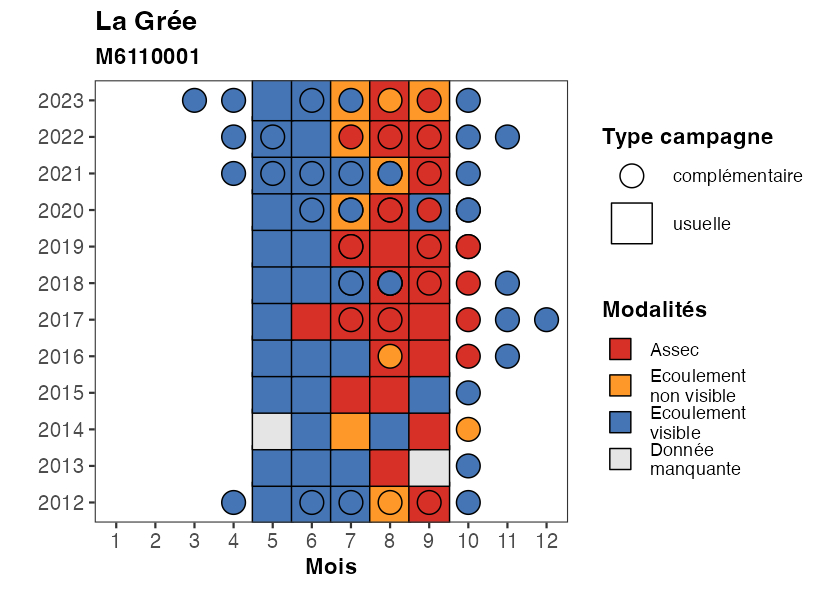 La Grée
M6110001
2023
2022
2021
2020
2019
2018
2017
2016
2015
2014
2013
2012
1 2 3 4 5 6 7 8 9 10 11 12
Mois
Type campagne
complémentaire
usuelle
Modalités
Assec
Ecoulement
non visible
Ecoulement
visible
Donnée
manquante